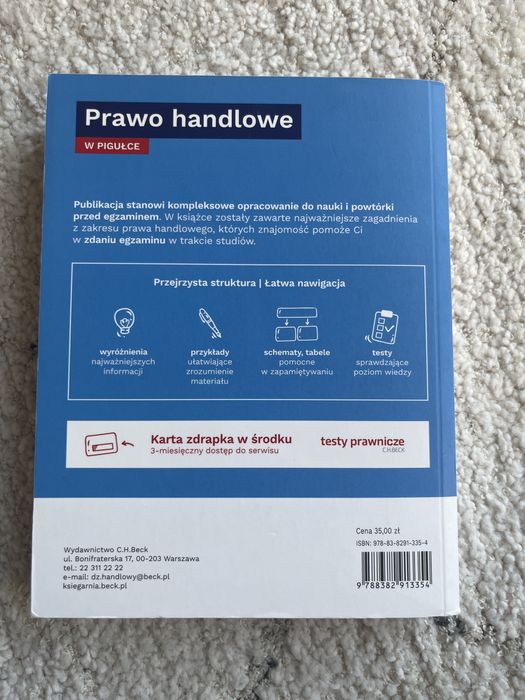 Prawo handlowe
W PIGUŁCE
Publikacja stanowi kompleksowe opracowanie do nauki i powtórki
przed egzaminem. W książce zostały zawarte najważniejsze zagadnienia
z zakresu prawa handlowego, których znajomość pomoże Ci
w zdaniu egzaminu w trakcie studiów.
Przejrzysta struktura | Łatwa nawigacja
wyróżnienia
najważniejszych
informacji
przykłady
ułatwiające
zrozumienie
materiału
schematy, tabele
pomocne
w zapamiętywaniu
testy
sprawdzające
poziom wiedzy
Karta zdrapka w środku
3-miesięczny dostęp do serwisu
testy prawnicze
C.H.BECK
Wydawnictwo C.H.Beck
ul. Bonifraterska 17, 00-203 Warszawa
tel.: 22 311 22 22
e-mail: dz.handlowy@beck.pl
ksiegarnia.beck.pl
Cena 35,00 zł
ISBN: 978-83-8291-335-4
9 788382 913354